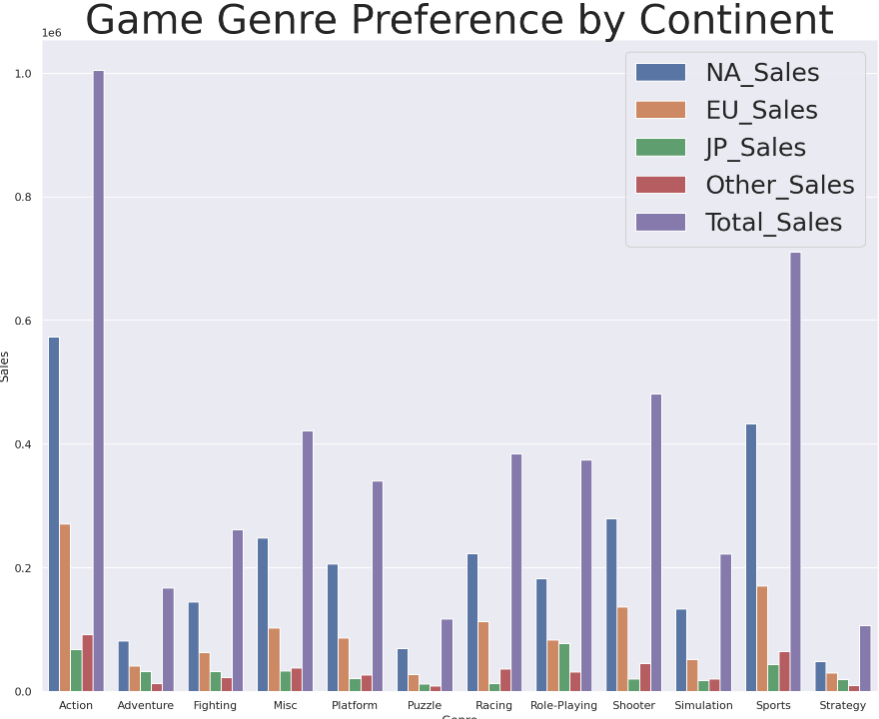 Game Genre Preference by Continent
1e6
NA_Sales
EU_Sales
JP_Sales
Other_Sales
Total_Sales
1.0
0.8
0.6
0.4
0.2
0.0
Sales
Action Adventure Fighting Misc Platform Puzzle Racing Role-Playing Shooter Simulation Sports Strategy
Genre